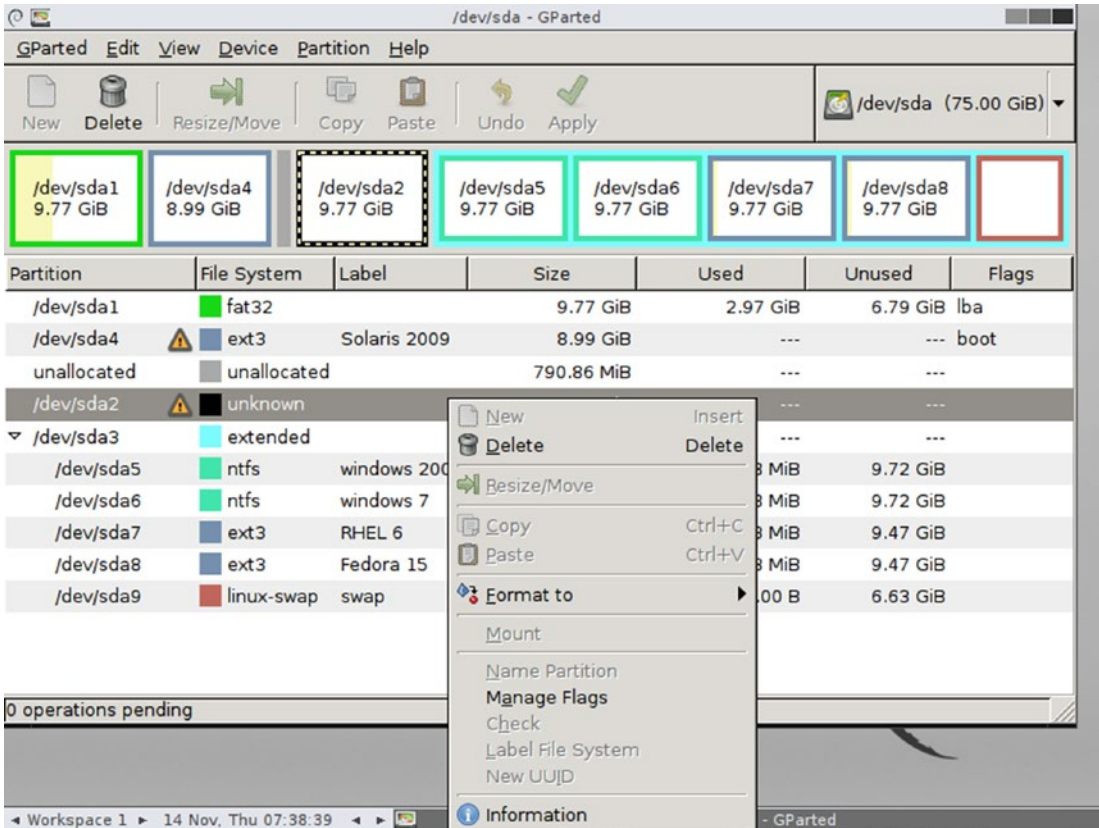 /dev/sda - GParted
GParted Edit View Device Partition Help
New Delete Resize/Move Copy Paste Undo Apply
/dev/sda (75.00 GiB)
/dev/sda1 /dev/sda4 /dev/sda2 /dev/sda5 /dev/sda6 /dev/sda7 /dev/sda8
9.77 GiB 8.99 GiB 9.77 GiB 9.77 GiB 9.77 GiB 9.77 GiB 9.77 GiB
Partition File System Label Size Used Unused Flags
/dev/sda1 fat32 9.77 GiB 2.97 GiB 6.79 GiB lba
/dev/sda4 ext3 Solaris 2009 8.99 GiB --- --- boot
unallocated unallocated 790.86 MiB --- ---
/dev/sda2 unknown --- ---
/dev/sda3 extended --- ---
/dev/sda5 ntfs windows 200 MiB 9.72 GiB
/dev/sda6 ntfs windows 7 MiB 9.72 GiB
/dev/sda7 ext3 RHEL 6 MiB 9.47 GiB
/dev/sda8 ext3 Fedora 15 MiB 9.47 GiB
/dev/sda9 linux-swap swap .00 B 6.63 GiB
New Insert
Delete Delete
Resize/Move
Copy Ctrl+C
Paste Ctrl+V
Format to
Mount
Name Partition
Manage Flags
Check
Label File System
New UUID
Information
0 operations pending
Workspace 1 14 Nov, Thu 07:38:39 - GParted